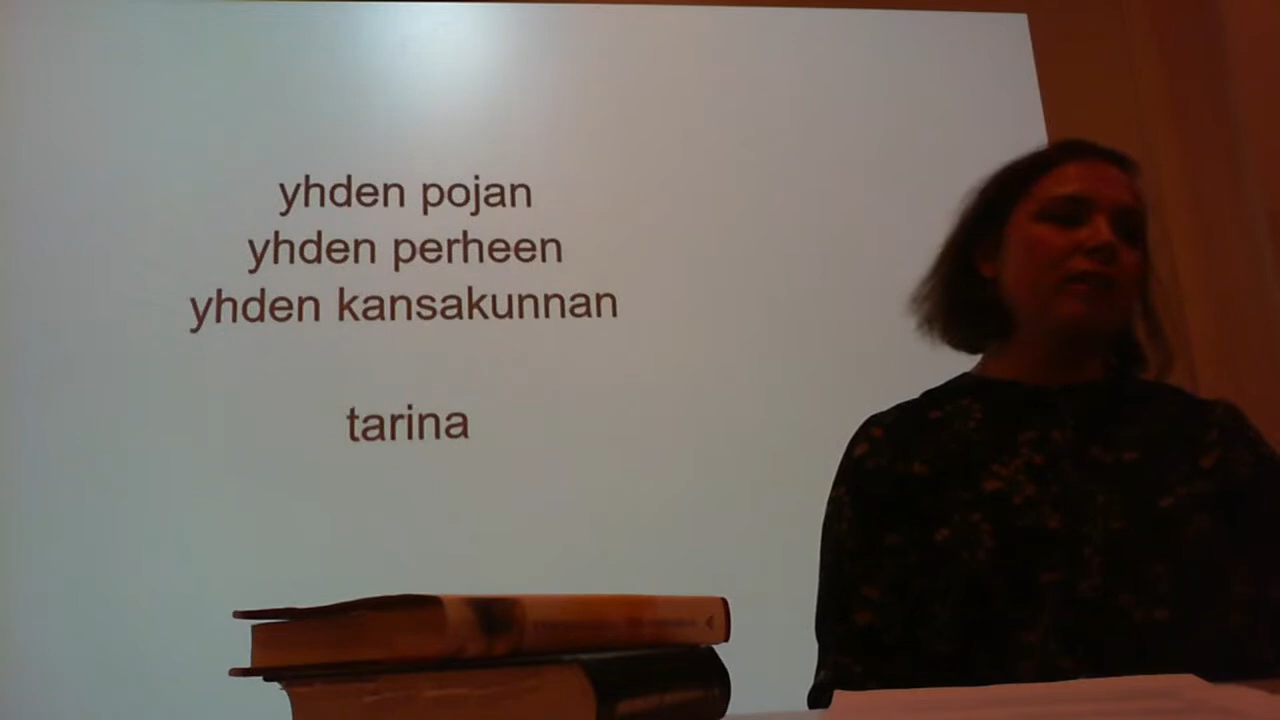 yhden pojan
yhden perheen
yhden kansakunnan
tarina